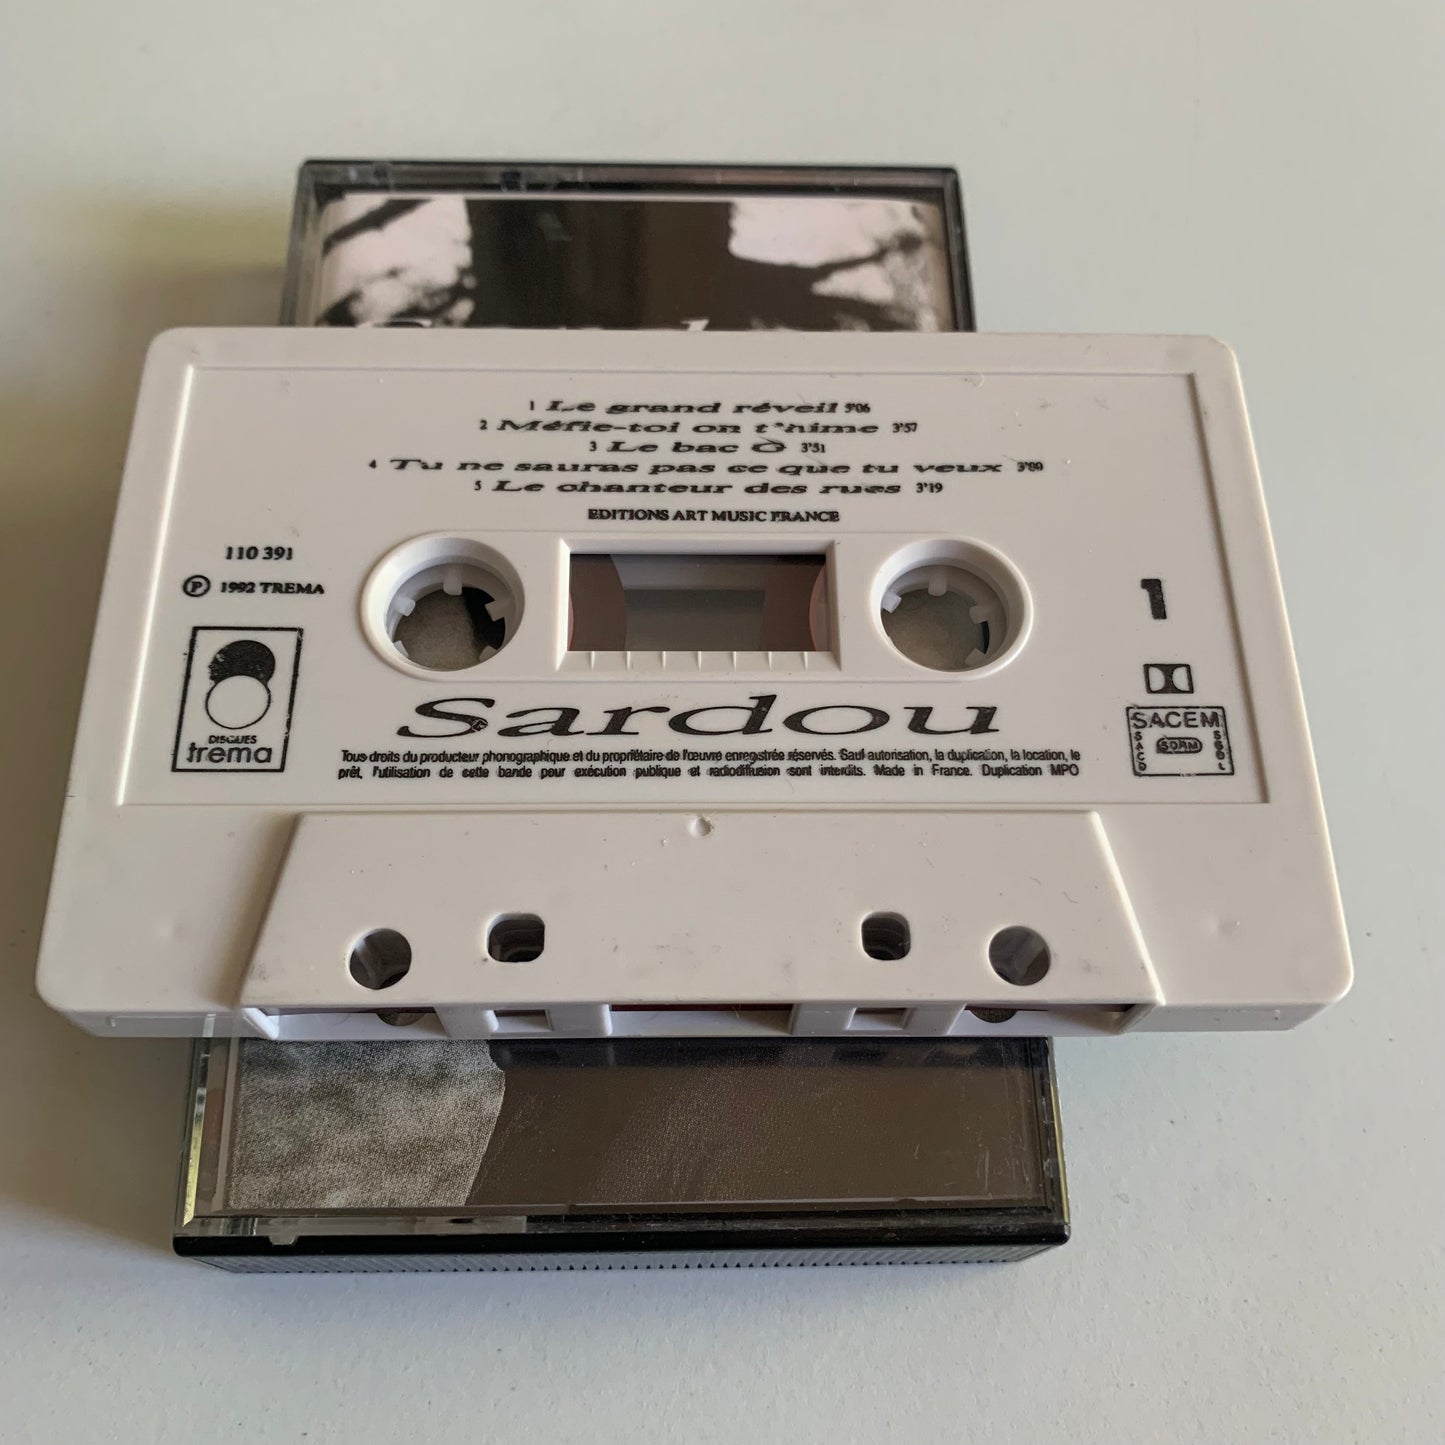 1 Le grand réveil 5'06
2 Méfie-toi on t'hime 3'57
3 Le bac G 3'51
4 Tu ne sauras pas ce que tu veux 3'00
5 Le chanteur des rues 3'19
EDITIONS ART MUSIC FRANCE
110 391
℗ 1992 TREMA
1
DISQUES
trema
Sardou
SACEM
SACD
SDRM
SGDL
Tous droits du producteur phonographique et du propriétaire de l'œuvre enregistrée réservés. Sauf autorisation, la duplication, la location, le
prêt, l'utilisation de cette bande pour exécution publique et radiodiffusion sont interdits. Made in France. Duplication MPO